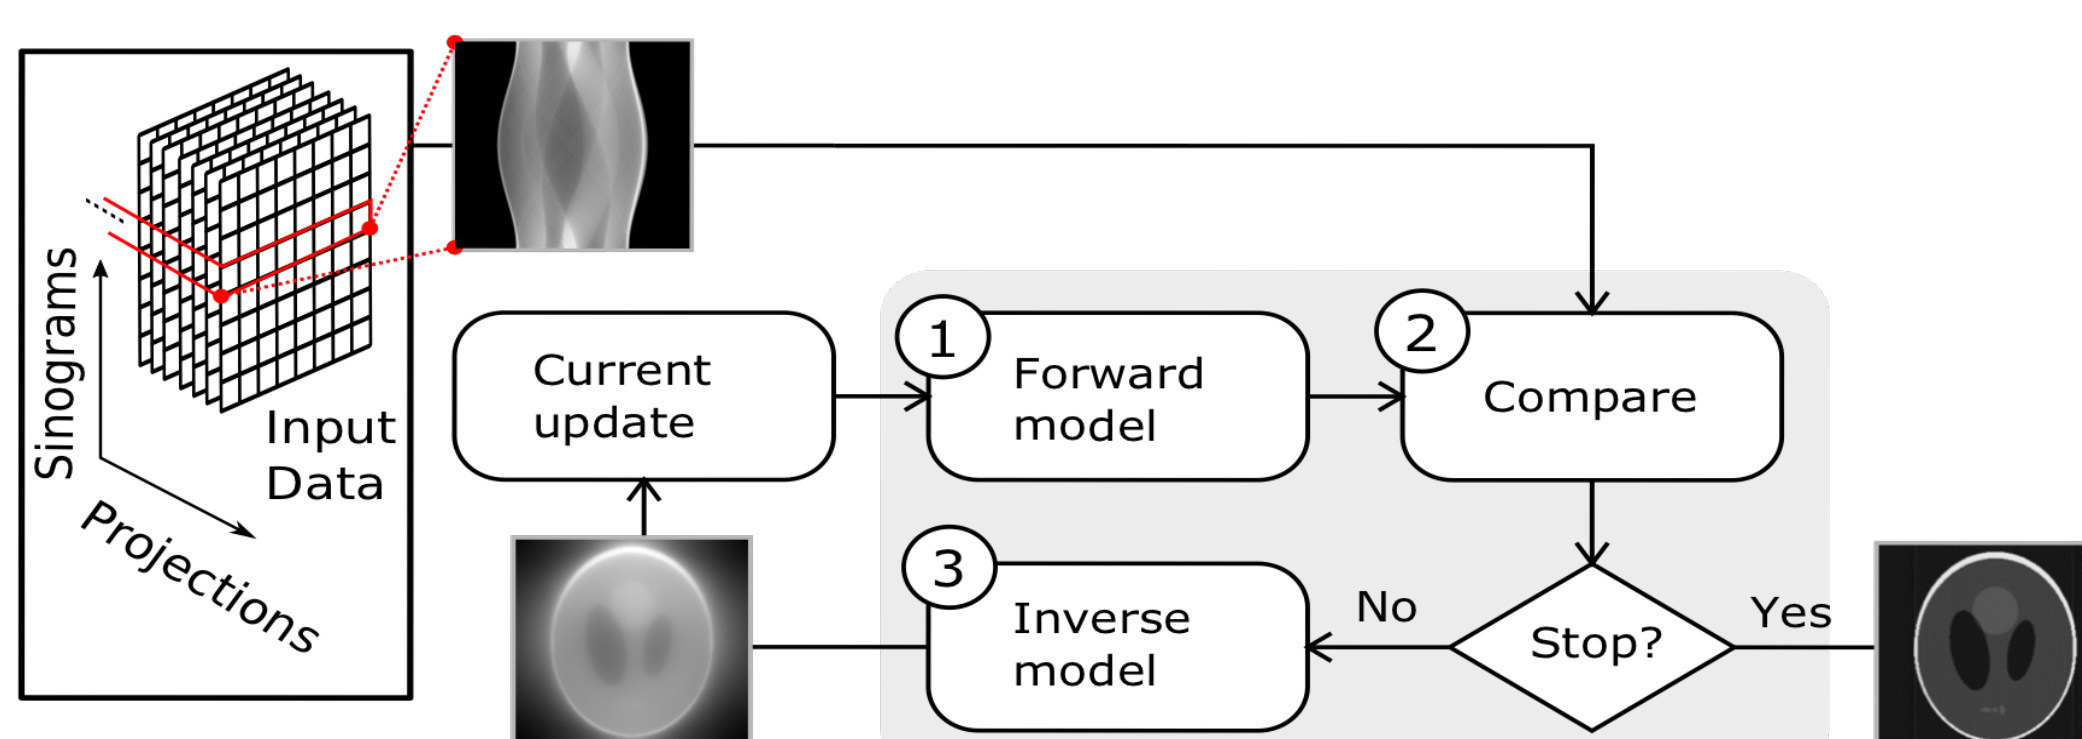 Sinograms
Projections
Input
Data
Current
update
1
Forward
model
2
Compare
3
Inverse
model
No
Stop?
Yes